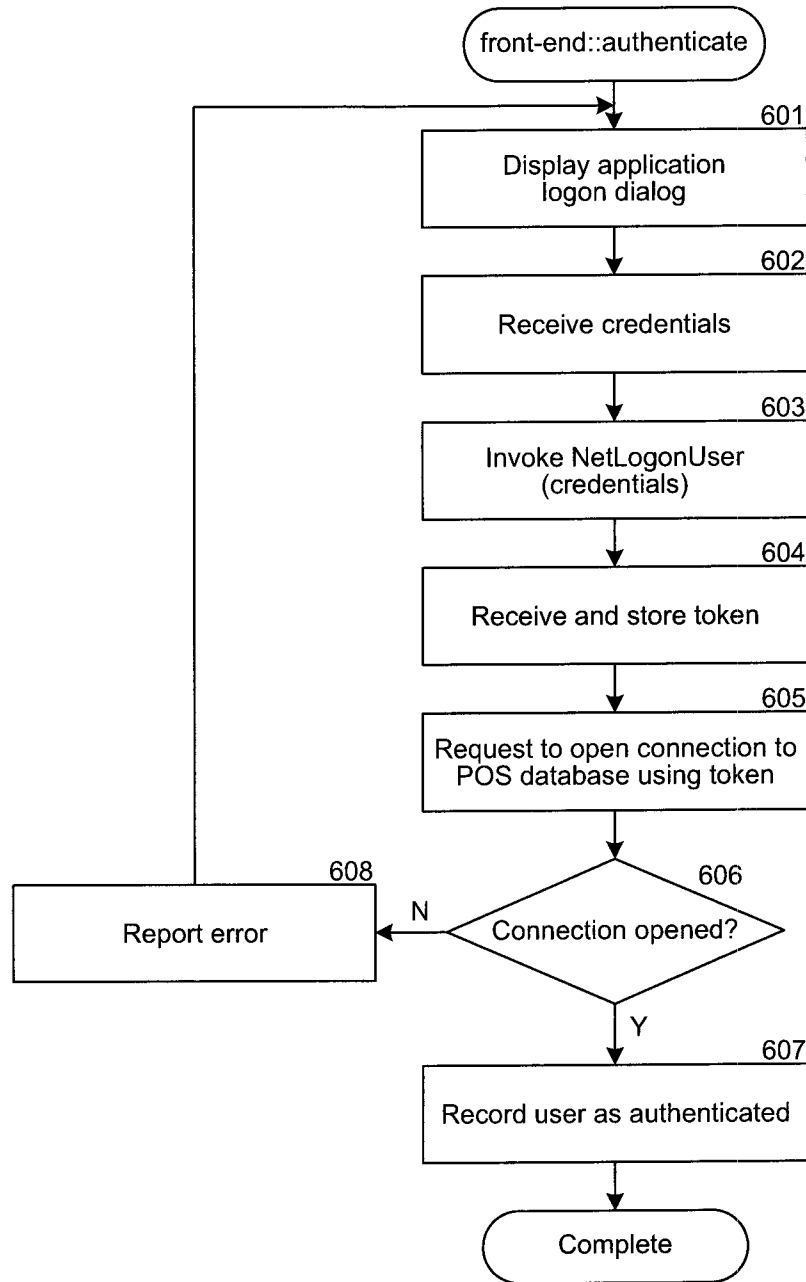 front-end::authenticate
601
Display application
logon dialog
602
Receive credentials
603
Invoke NetLogonUser
(credentials)
604
Receive and store token
605
Request to open connection to
POS database using token
606
Connection opened?
N
608
Report error
Y
607
Record user as authenticated
Complete